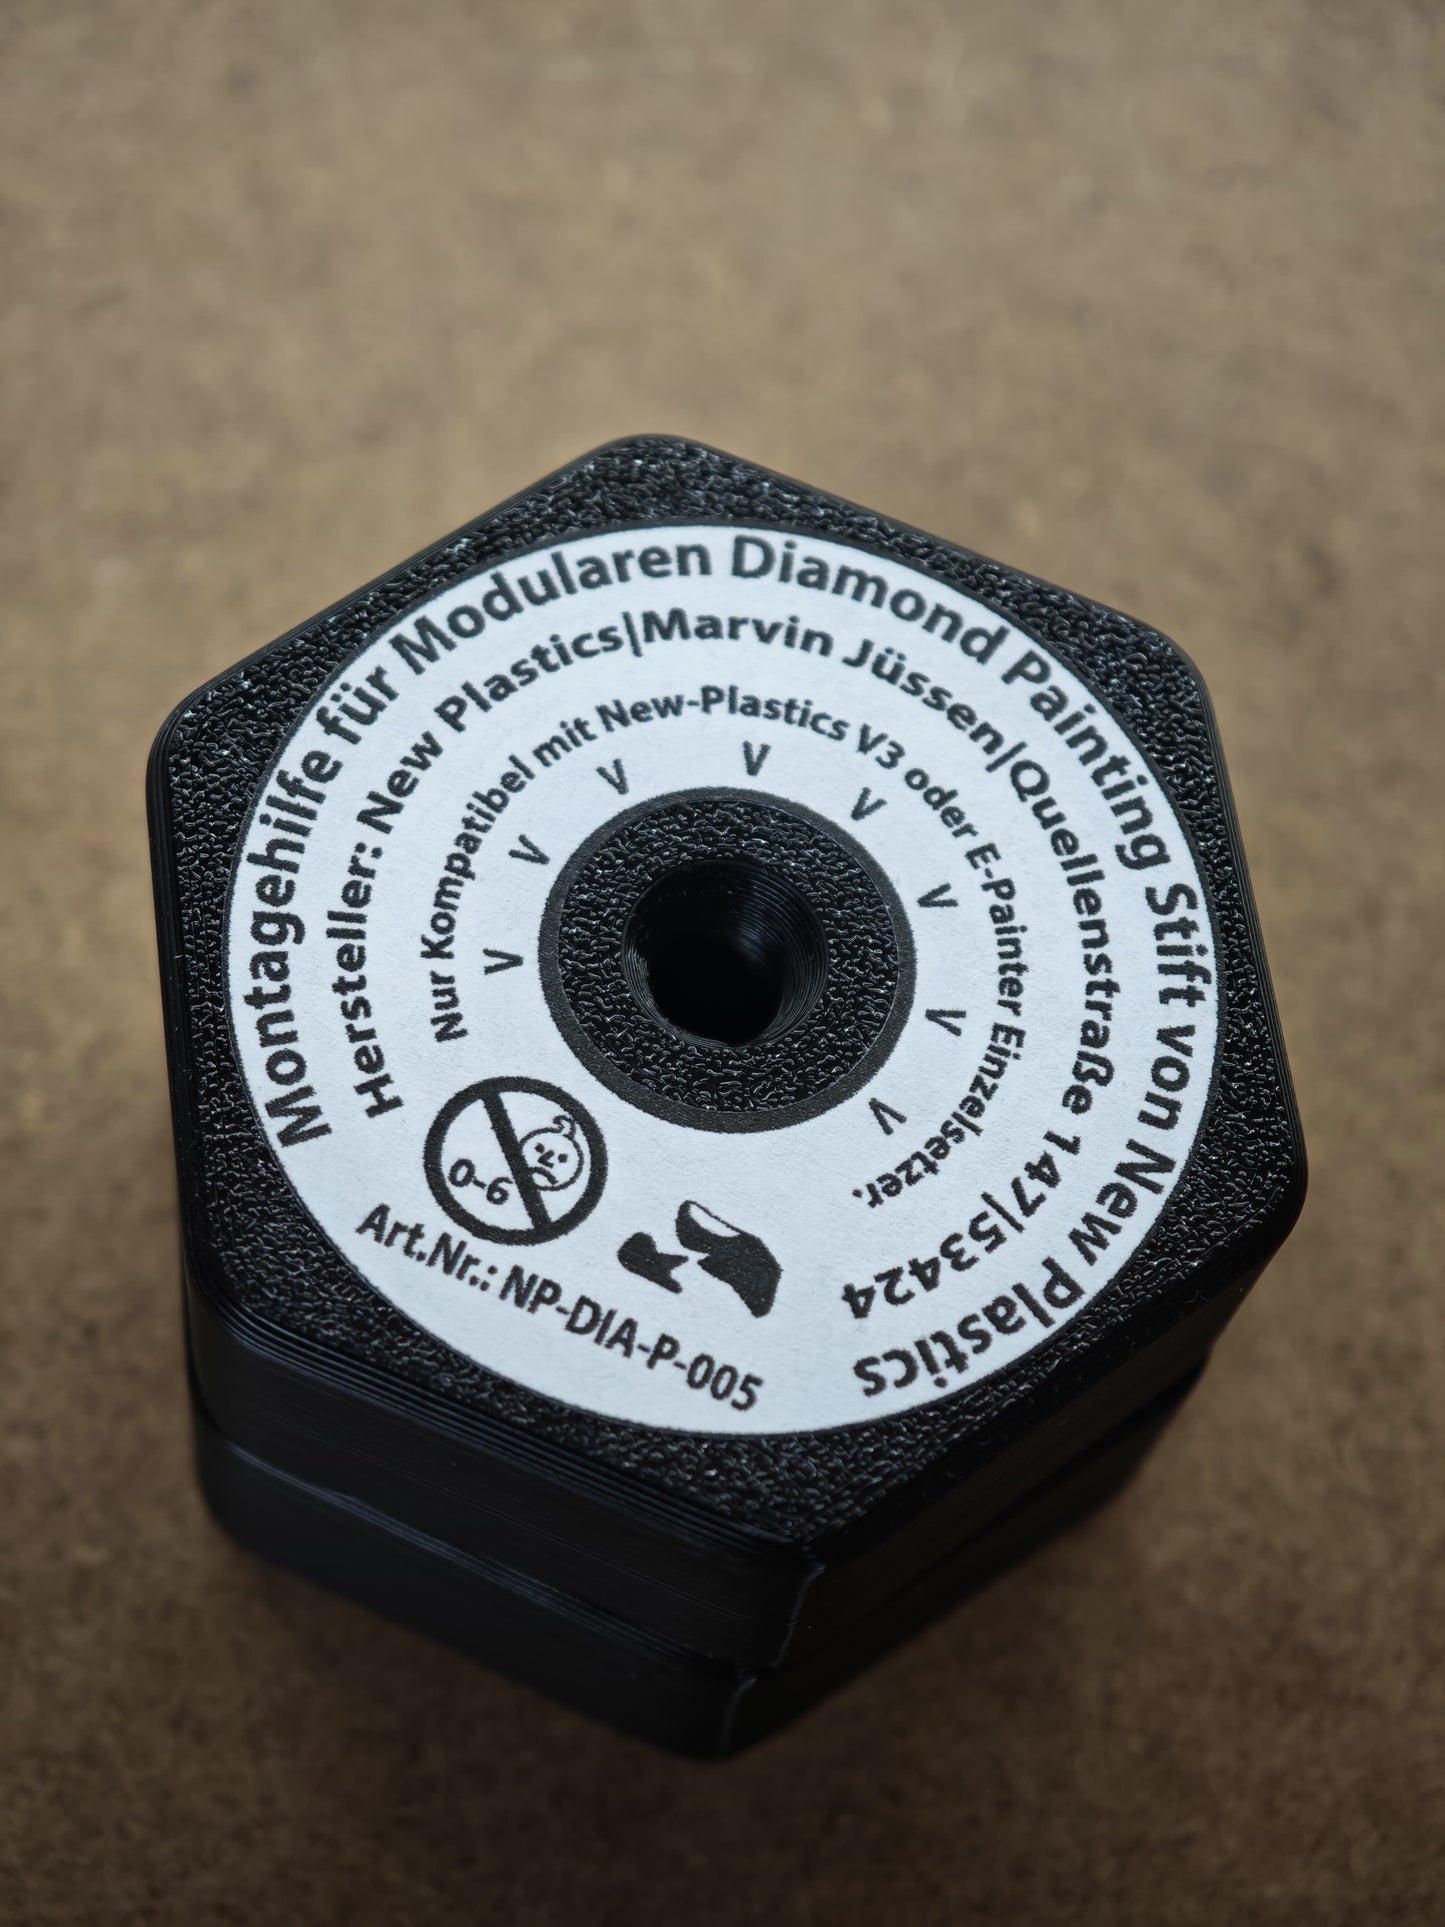 Montagehilfe für Modularen Diamond Painting Stift von New Plastics
Hersteller: New Plastics|Marvin Jüssen|Quellenstraße 147|53424
Nur Kompatibel mit New-Plastics V3 oder E-Painter Einzelsetzer.
V V V V V V V V
0-6
Art.Nr.: NP-DIA-P-005